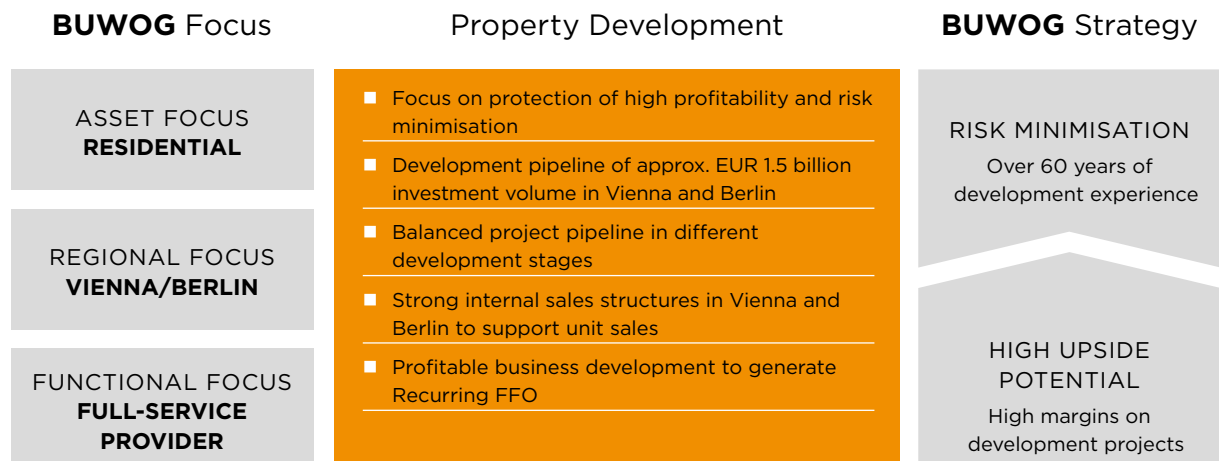 BUWOG Focus
ASSET FOCUS
RESIDENTIAL
REGIONAL FOCUS
VIENNA/BERLIN
FUNCTIONAL FOCUS
FULL-SERVICE
PROVIDER
Property Development
Focus on protection of high profitability and risk
minimisation
Development pipeline of approx. EUR 1.5 billion
investment volume in Vienna and Berlin
Balanced project pipeline in different
development stages
Strong internal sales structures in Vienna and
Berlin to support unit sales
Profitable business development to generate
Recurring FFO
BUWOG Strategy
RISK MINIMISATION
Over 60 years of
development experience
HIGH UPSIDE
POTENTIAL
High margins on
development projects